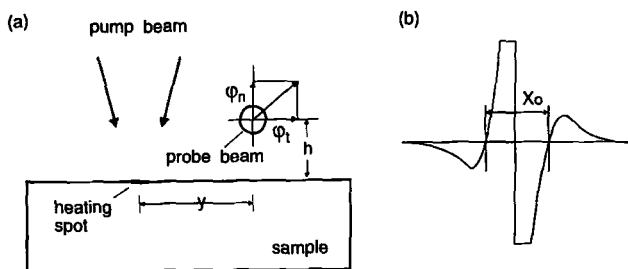 (a)
pump beam
φn
φt
probe beam
h
heating
spot
y
sample
(b)
Xo